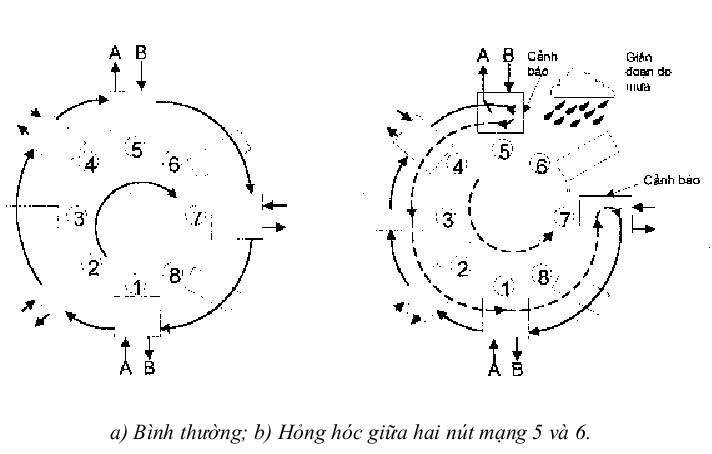 A B
5
4
6
3
7
2
8
1
A B
A B
Cảnh
báo
Gián
đoạn do
mưa
5
4
6
Cảnh báo
3
7
2
8
1
A B
a) Bình thường; b) Hỏng hóc giữa hai nút mạng 5 và 6.